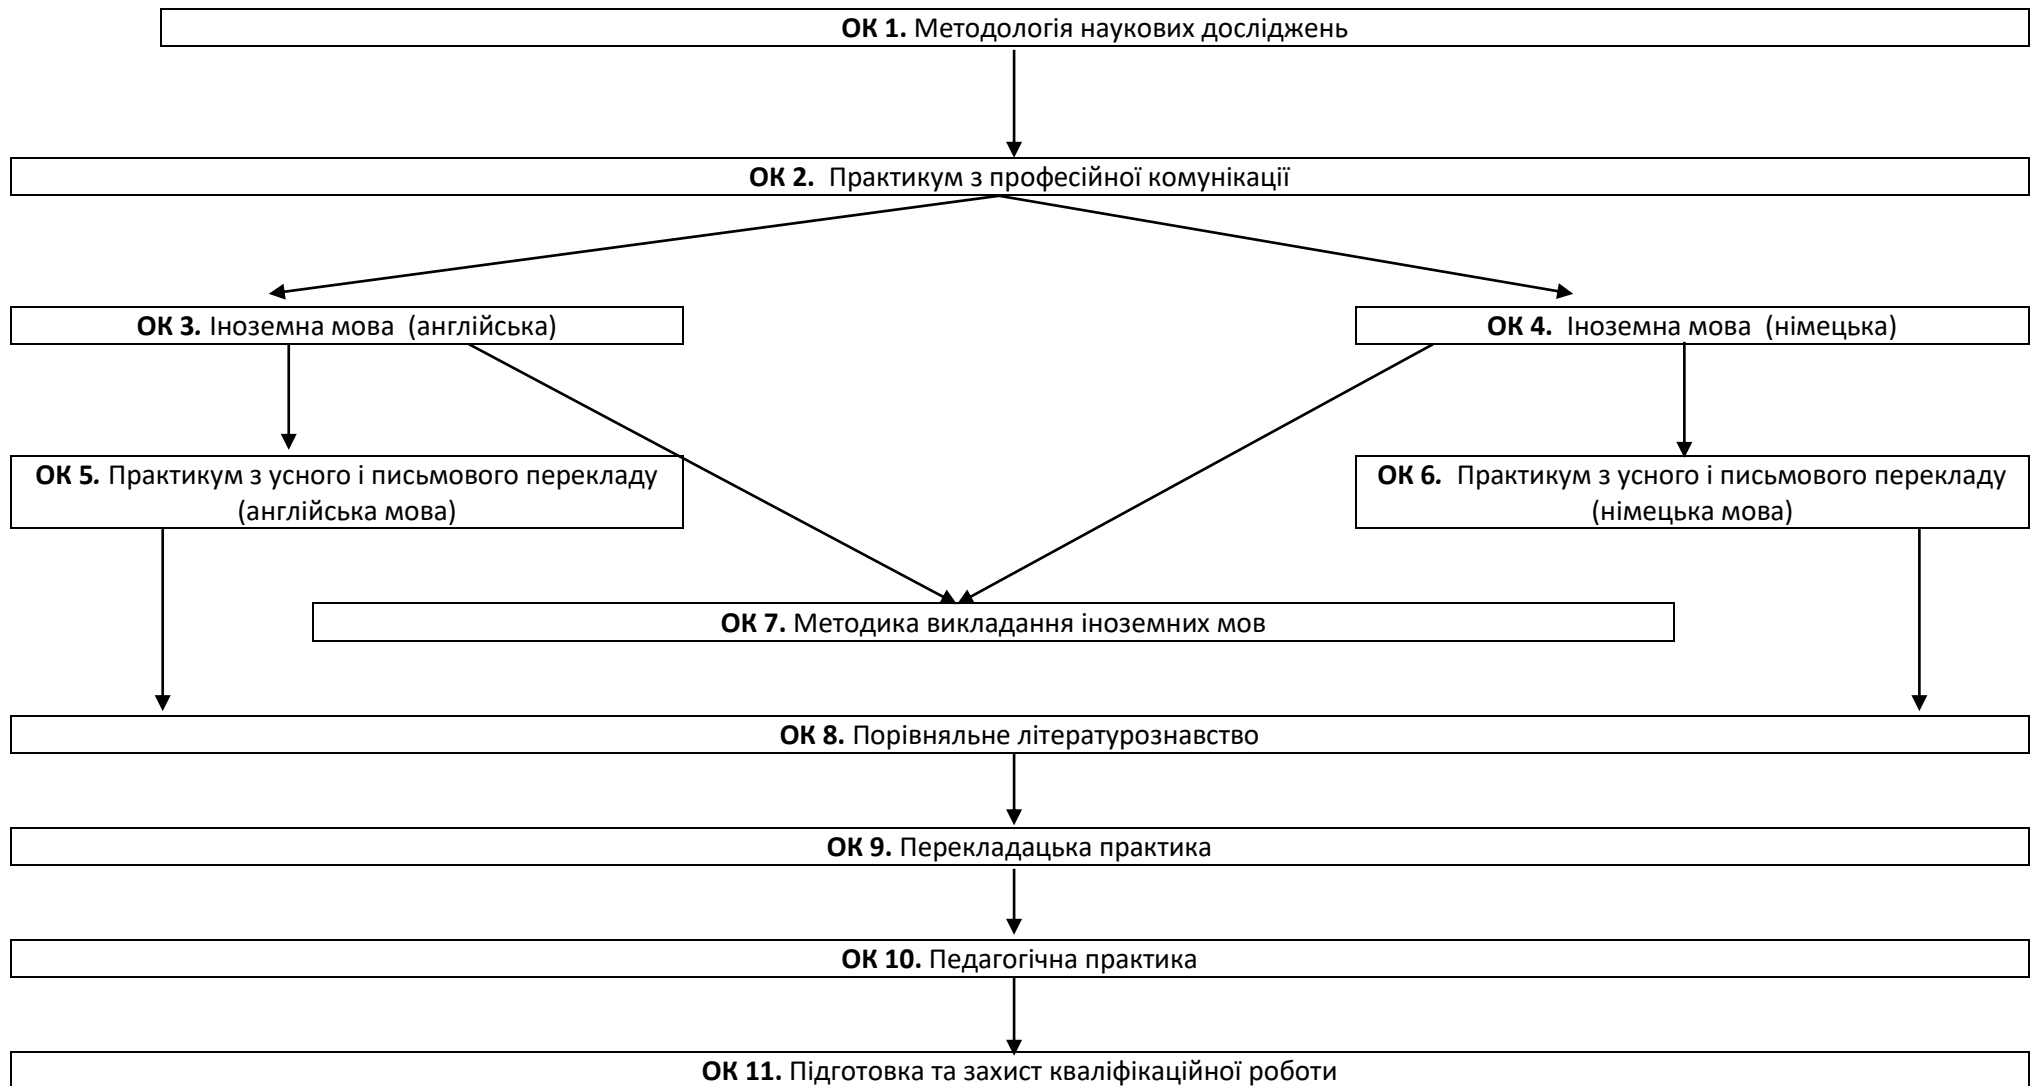 ОК 1. Методологія наукових досліджень
ОК 2. Практикум з професійної комунікації
ОК 3. Іноземна мова (англійська)
ОК 4. Іноземна мова (німецька)
ОК 5. Практикум з усного і письмового перекладу
(англійська мова)
ОК 6. Практикум з усного і письмового перекладу
(німецька мова)
ОК 7. Методика викладання іноземних мов
ОК 8. Порівняльне літературознавство
ОК 9. Перекладацька практика
ОК 10. Педагогічна практика
ОК 11. Підготовка та захист кваліфікаційної роботи